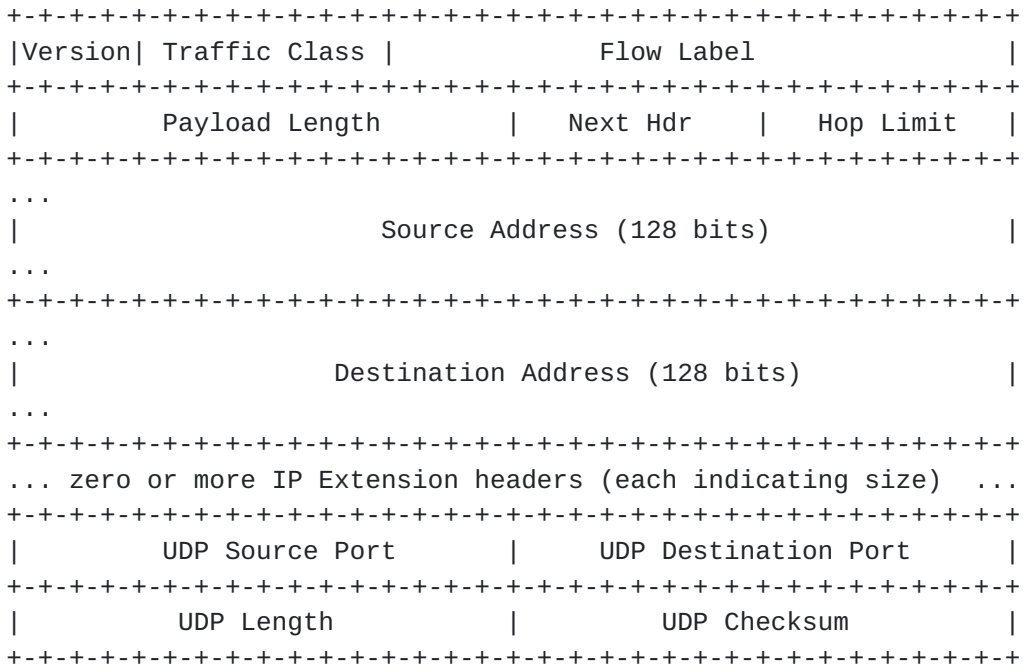 +-+-+-+-+-+-+-+-+-+-+-+-+-+-+-+-+-+-+-+-+-+-+-+-+-+-+-+-+-+-+-+-+
|Version| Traffic Class |             Flow Label                |
+-+-+-+-+-+-+-+-+-+-+-+-+-+-+-+-+-+-+-+-+-+-+-+-+-+-+-+-+-+-+-+-+
|         Payload Length        |   Next Hdr    |   Hop Limit   |
+-+-+-+-+-+-+-+-+-+-+-+-+-+-+-+-+-+-+-+-+-+-+-+-+-+-+-+-+-+-+-+-+
...
|                       Source Address (128 bits)               |
...
+-+-+-+-+-+-+-+-+-+-+-+-+-+-+-+-+-+-+-+-+-+-+-+-+-+-+-+-+-+-+-+-+
...
|                    Destination Address (128 bits)             |
...
+-+-+-+-+-+-+-+-+-+-+-+-+-+-+-+-+-+-+-+-+-+-+-+-+-+-+-+-+-+-+-+-+
... zero or more IP Extension headers (each indicating size)  ...
+-+-+-+-+-+-+-+-+-+-+-+-+-+-+-+-+-+-+-+-+-+-+-+-+-+-+-+-+-+-+-+-+
|         UDP Source Port       |     UDP Destination Port      |
+-+-+-+-+-+-+-+-+-+-+-+-+-+-+-+-+-+-+-+-+-+-+-+-+-+-+-+-+-+-+-+-+
|          UDP Length           |         UDP Checksum          |
+-+-+-+-+-+-+-+-+-+-+-+-+-+-+-+-+-+-+-+-+-+-+-+-+-+-+-+-+-+-+-+-+